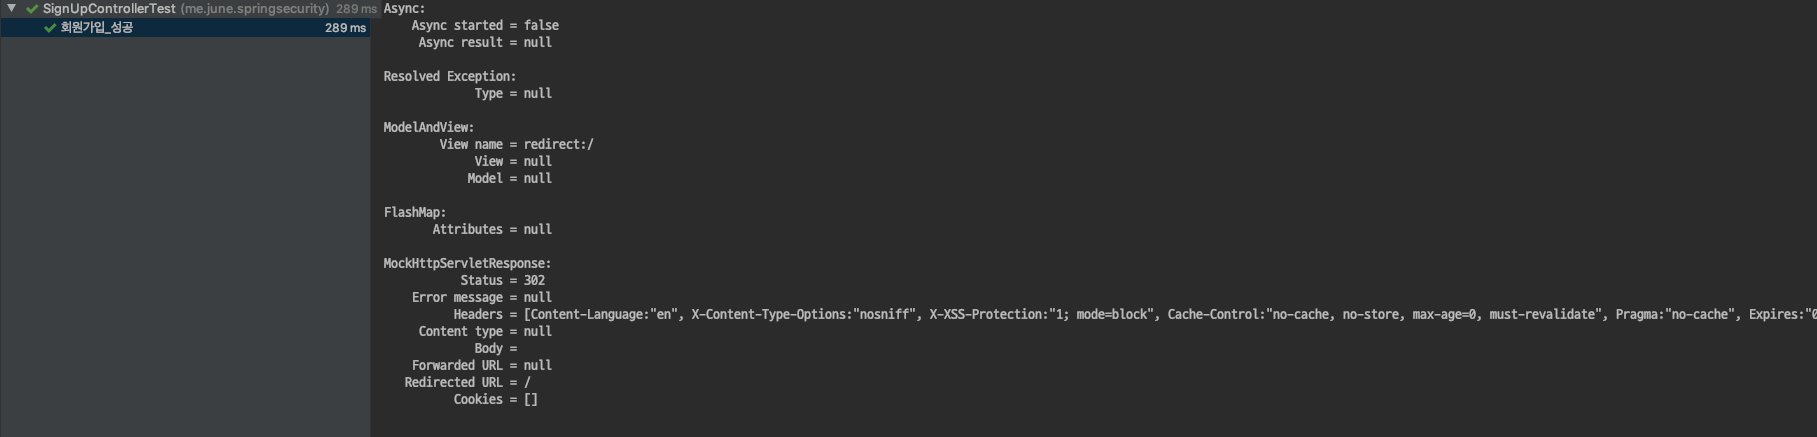 SignUpControllerTest (me.june.springsecurity) 289 ms
회원가입_성공 289 ms
Async:
Async started = false
Async result = null
Resolved Exception:
Type = null
ModelAndView:
View name = redirect:/
View = null
Model = null
FlashMap:
Attributes = null
MockHttpServletResponse:
Status = 302
Error message = null
Headers = [Content-Language:"en", X-Content-Type-Options:"nosniff", X-XSS-Protection:"1; mode=block", Cache-Control:"no-cache, no-store, max-age=0, must-revalidate", Pragma:"no-cache", Expires:"0
Content type = null
Body =
Forwarded URL = null
Redirected URL = /
Cookies = []